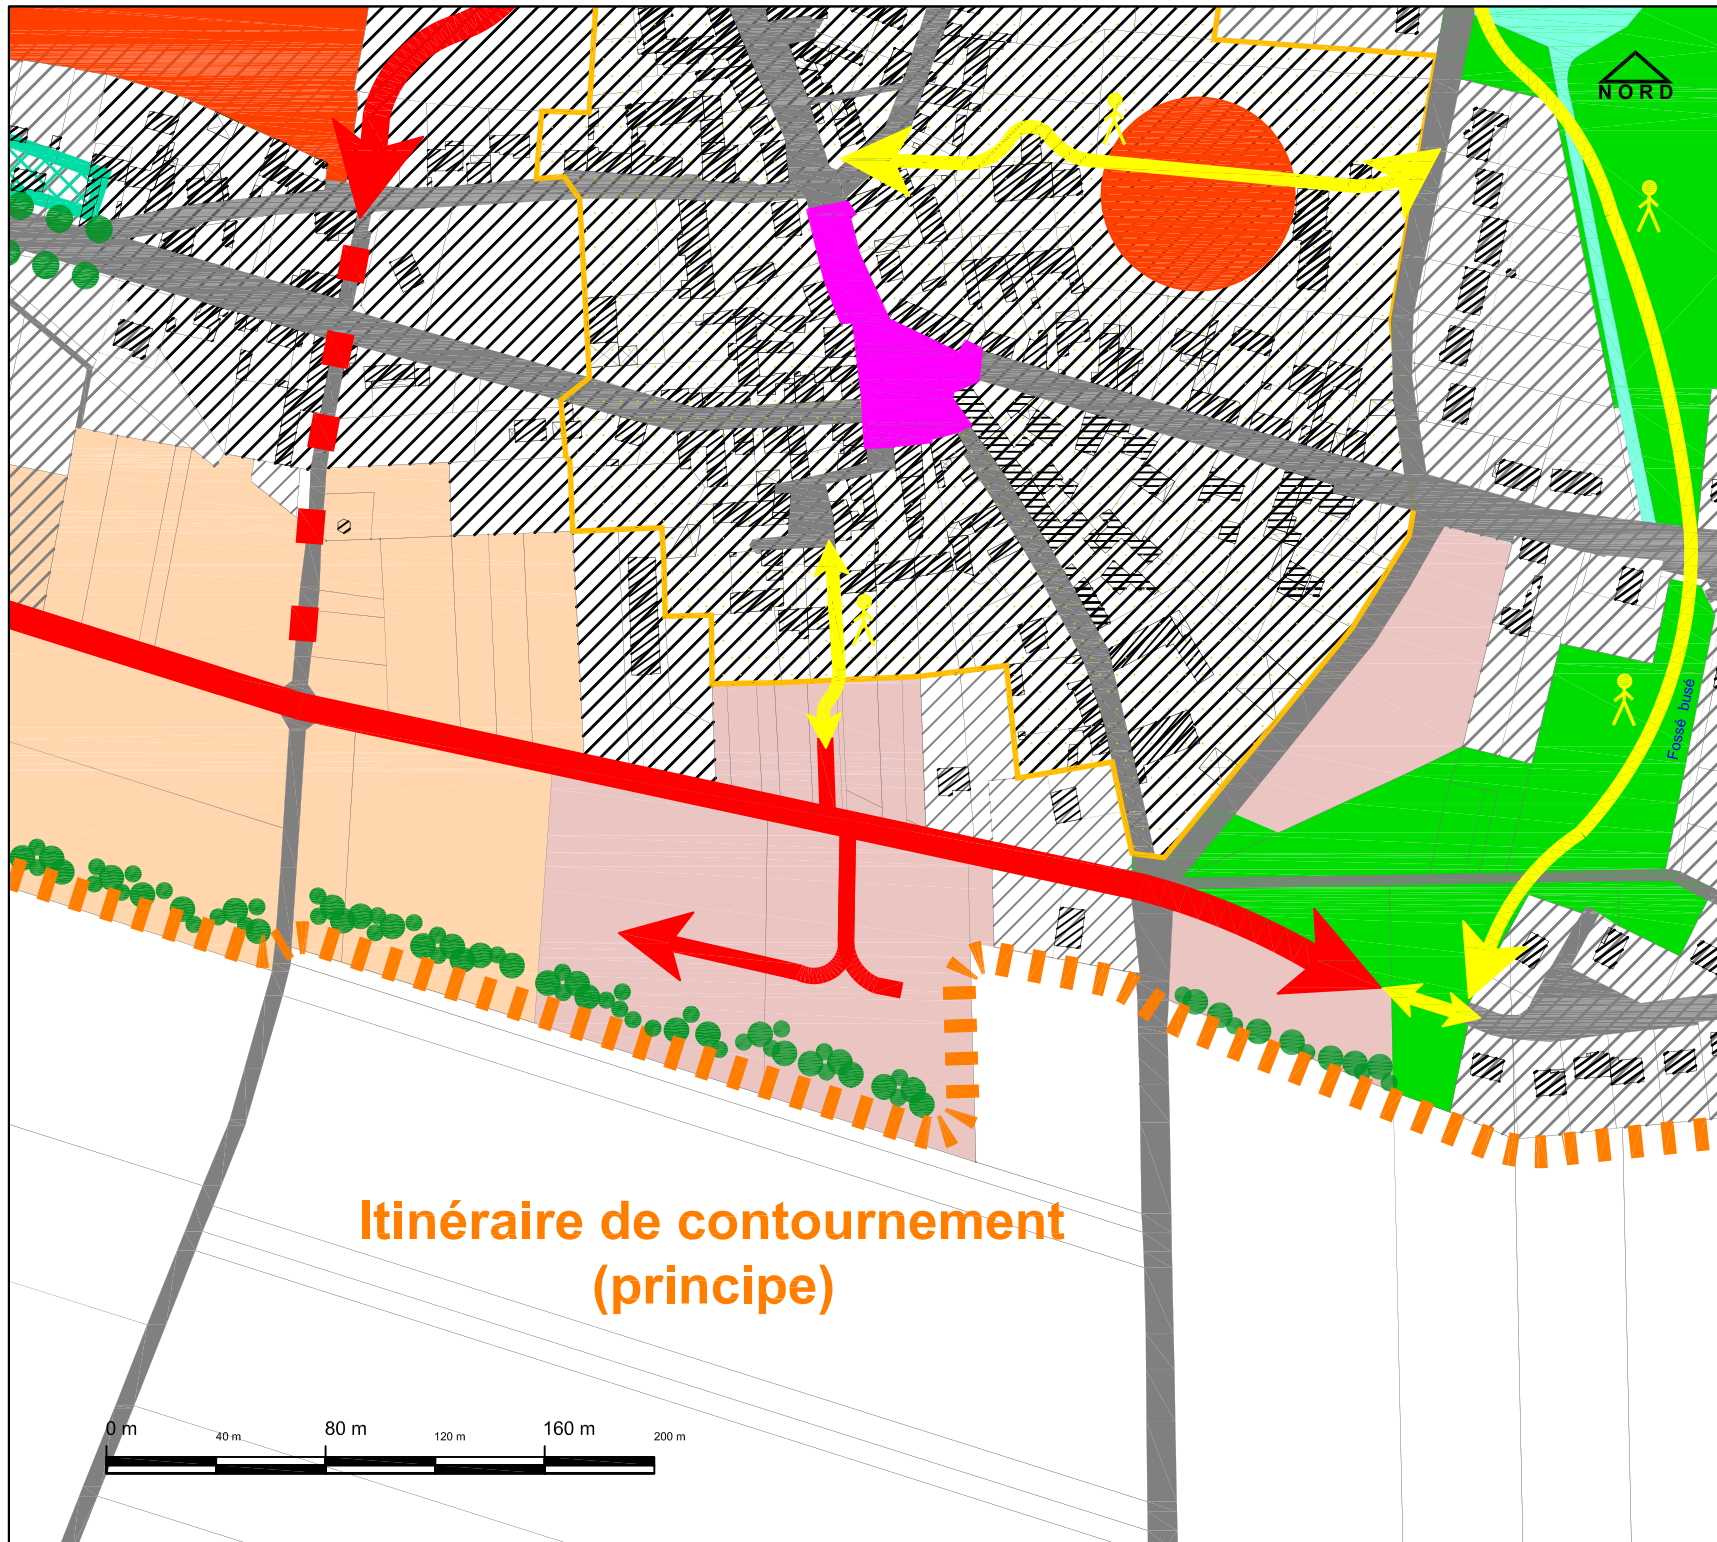 NORD
Fossé busé
Itinéraire de contournement
(principe)
0 m 40 m 80 m 120 m 160 m 200 m